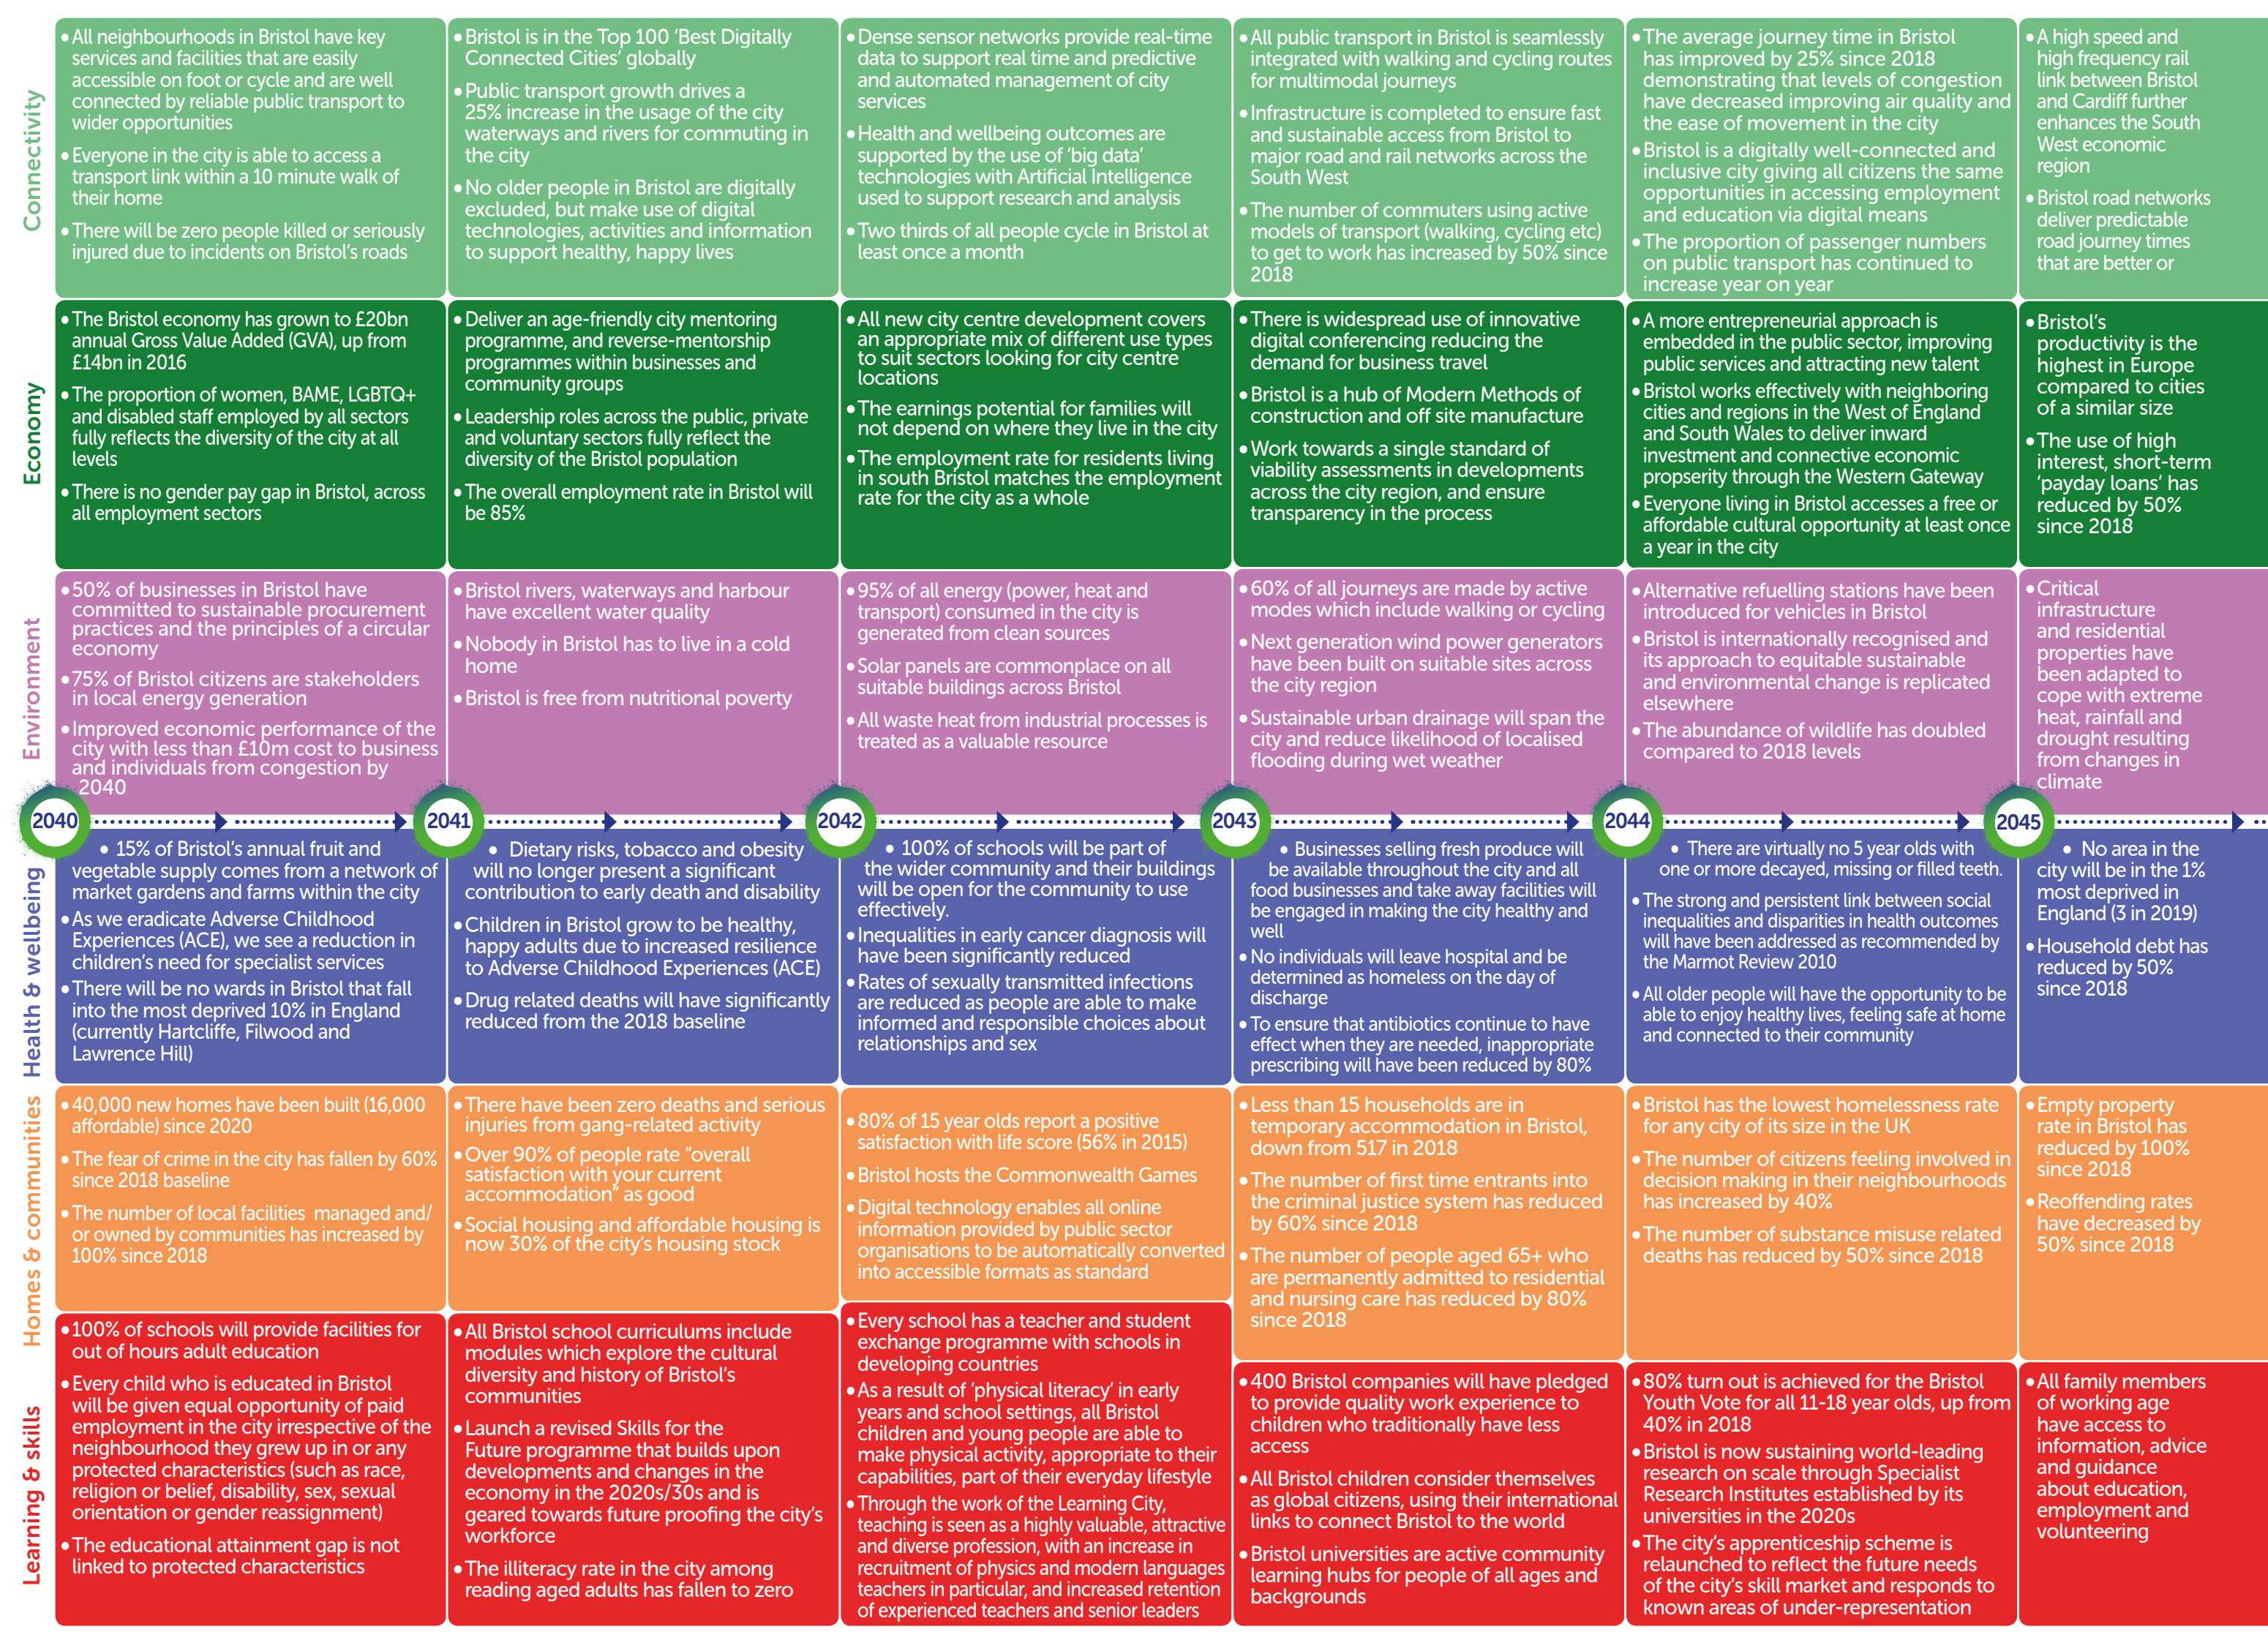 Connectivity
• All neighbourhoods in Bristol have key
services and facilities that are easily
accessible on foot or cycle and are well
connected by reliable public transport to
wider opportunities
• Everyone in the city is able to access a
transport link within a 10 minute walk of
their home
• There will be zero people killed or seriously
injured due to incidents on Bristol's roads
• Bristol is in the Top 100 'Best Digitally
Connected Cities' globally
• Public transport growth drives a
25% increase in the usage of the city
waterways and rivers for commuting in
the city
• No older people in Bristol are digitally
excluded, but make use of digital
technologies, activities and information
to support healthy, happy lives
• Dense sensor networks provide real-time
data to support real time and predictive
and automated management of city
services
• Health and wellbeing outcomes are
supported by the use of 'big data'
technologies with Artificial Intelligence
used to support research and analysis
• Two thirds of all people cycle in Bristol at
least once a month
• All public transport in Bristol is seamlessly
integrated with walking and cycling routes
for multimodal journeys
• Infrastructure is completed to ensure fast
and sustainable access from Bristol to
major road and rail networks across the
South West
• The number of commuters using active
models of transport (walking, cycling etc)
to get to work has increased by 50% since
2018
• The average journey time in Bristol
has improved by 25% since 2018
demonstrating that levels of congestion
have decreased improving air quality and
the ease of movement in the city
• Bristol is a digitally well-connected and
inclusive city giving all citizens the same
opportunities in accessing employment
and education via digital means
• The proportion of passenger numbers
on public transport has continued to
increase year on year
• A high speed and
high frequency rail
link between Bristol
and Cardiff further
enhances the South
West economic
region
• Bristol road networks
deliver predictable
road journey times
that are better or
Economy
• The Bristol economy has grown to £20bn
annual Gross Value Added (GVA), up from
£14bn in 2016
• The proportion of women, BAME, LGBTQ+
and disabled staff employed by all sectors
fully reflects the diversity of the city at all
levels
• There is no gender pay gap in Bristol, across
all employment sectors
• Deliver an age-friendly city mentoring
programme, and reverse-mentorship
programmes within businesses and
community groups
• Leadership roles across the public, private
and voluntary sectors fully reflect the
diversity of the Bristol population
• The overall employment rate in Bristol will
be 85%
• All new city centre development covers
an appropriate mix of different use types
to suit sectors looking for city centre
locations
• The earnings potential for families will
not depend on where they live in the city
• The employment rate for residents living
in south Bristol matches the employment
rate for the city as a whole
• There is widespread use of innovative
digital conferencing reducing the
demand for business travel
• Bristol is a hub of Modern Methods of
construction and off site manufacture
• Work towards a single standard of
viability assessments in developments
across the city region, and ensure
transparency in the process
• A more entrepreneurial approach is
embedded in the public sector, improving
public services and attracting new talent
• Bristol works effectively with neighboring
cities and regions in the West of England
and South Wales to deliver inward
investment and connective economic
propserity through the Western Gateway
• Everyone living in Bristol accesses a free or
affordable cultural opportunity at least once
a year in the city
• Bristol's
productivity is the
highest in Europe
compared to cities
of a similar size
• The use of high
interest, short-term
'payday loans' has
reduced by 50%
since 2018
Environment
• 50% of businesses in Bristol have
committed to sustainable procurement
practices and the principles of a circular
economy
• 75% of Bristol citizens are stakeholders
in local energy generation
• Improved economic performance of the
city with less than £10m cost to business
and individuals from congestion by
2040
• Bristol rivers, waterways and harbour
have excellent water quality
• Nobody in Bristol has to live in a cold
home
• Bristol is free from nutritional poverty
• 95% of all energy (power, heat and
transport) consumed in the city is
generated from clean sources
• Solar panels are commonplace on all
suitable buildings across Bristol
• All waste heat from industrial processes is
treated as a valuable resource
• 60% of all journeys are made by active
modes which include walking or cycling
• Next generation wind power generators
have been built on suitable sites across
the city region
• Sustainable urban drainage will span the
city and reduce likelihood of localised
flooding during wet weather
• Alternative refuelling stations have been
introduced for vehicles in Bristol
• Bristol is internationally recognised and
its approach to equitable sustainable
and environmental change is replicated
elsewhere
• The abundance of wildlife has doubled
compared to 2018 levels
• Critical
infrastructure
and residential
properties have
been adapted to
cope with extreme
heat, rainfall and
drought resulting
from changes in
climate
2040
2041
2042
2043
2044
2045
Health & wellbeing
• 15% of Bristol's annual fruit and
vegetable supply comes from a network of
market gardens and farms within the city
• As we eradicate Adverse Childhood
Experiences (ACE), we see a reduction in
children's need for specialist services
• There will be no wards in Bristol that fall
into the most deprived 10% in England
(currently Hartcliffe, Filwood and
Lawrence Hill)
• Dietary risks, tobacco and obesity
will no longer present a significant
contribution to early death and disability
• Children in Bristol grow to be healthy,
happy adults due to increased resilience
to Adverse Childhood Experiences (ACE)
• Drug related deaths will have significantly
reduced from the 2018 baseline
• 100% of schools will be part of
the wider community and their buildings
will be open for the community to use
effectively.
• Inequalities in early cancer diagnosis will
have been significantly reduced
• Rates of sexually transmitted infections
are reduced as people are able to make
informed and responsible choices about
relationships and sex
• Businesses selling fresh produce will
be available throughout the city and all
food businesses and take away facilities will
be engaged in making the city healthy and
well
• No individuals will leave hospital and be
determined as homeless on the day of
discharge
• To ensure that antibiotics continue to have
effect when they are needed, inappropriate
prescribing will have been reduced by 80%
• There are virtually no 5 year olds with
one or more decayed, missing or filled teeth.
• The strong and persistent link between social
inequalities and disparities in health outcomes
will have been addressed as recommended by
the Marmot Review 2010
• All older people will have the opportunity to be
able to enjoy healthy lives, feeling safe at home
and connected to their community
• No area in the
city will be in the 1%
most deprived in
England (3 in 2019)
• Household debt has
reduced by 50%
since 2018
Homes & communities
• 40,000 new homes have been built (16,000
affordable) since 2020
• The fear of crime in the city has fallen by 60%
since 2018 baseline
• The number of local facilities managed and/
or owned by communities has increased by
100% since 2018
• There have been zero deaths and serious
injuries from gang-related activity
• Over 90% of people rate "overall
satisfaction with your current
accommodation" as good
• Social housing and affordable housing is
now 30% of the city's housing stock
• 80% of 15 year olds report a positive
satisfaction with life score (56% in 2015)
• Bristol hosts the Commonwealth Games
• Digital technology enables all online
information provided by public sector
organisations to be automatically converted
into accessible formats as standard
• Less than 15 households are in
temporary accommodation in Bristol,
down from 517 in 2018
• The number of first time entrants into
the criminal justice system has reduced
by 60% since 2018
• The number of people aged 65+ who
are permanently admitted to residential
and nursing care has reduced by 80%
since 2018
• Bristol has the lowest homelessness rate
for any city of its size in the UK
• The number of citizens feeling involved in
decision making in their neighbourhoods
has increased by 40%
• The number of substance misuse related
deaths has reduced by 50% since 2018
• Empty property
rate in Bristol has
reduced by 100%
since 2018
• Reoffending rates
have decreased by
50% since 2018
Learning & skills
• 100% of schools will provide facilities for
out of hours adult education
• Every child who is educated in Bristol
will be given equal opportunity of paid
employment in the city irrespective of the
neighbourhood they grew up in or any
protected characteristics (such as race,
religion or belief, disability, sex, sexual
orientation or gender reassignment)
• The educational attainment gap is not
linked to protected characteristics
• All Bristol school curriculums include
modules which explore the cultural
diversity and history of Bristol's
communities
• Launch a revised Skills for the
Future programme that builds upon
developments and changes in the
economy in the 2020s/30s and is
geared towards future proofing the city's
workforce
• The illiteracy rate in the city among
reading aged adults has fallen to zero
• Every school has a teacher and student
exchange programme with schools in
developing countries
• As a result of 'physical literacy' in early
years and school settings, all Bristol
children and young people are able to
make physical activity, appropriate to their
capabilities, part of their everyday lifestyle
• Through the work of the Learning City,
teaching is seen as a highly valuable, attractive
and diverse profession, with an increase in
recruitment of physics and modern languages
teachers in particular, and increased retention
of experienced teachers and senior leaders
• 400 Bristol companies will have pledged
to provide quality work experience to
children who traditionally have less
access
• All Bristol children consider themselves
as global citizens, using their international
links to connect Bristol to the world
• Bristol universities are active community
learning hubs for people of all ages and
backgrounds
• 80% turn out is achieved for the Bristol
Youth Vote for all 11-18 year olds, up from
40% in 2018
• Bristol is now sustaining world-leading
research on scale through Specialist
Research Institutes established by its
universities in the 2020s
• The city's apprenticeship scheme is
relaunched to reflect the future needs
of the city's skill market and responds to
known areas of under-representation
• All family members
of working age
have access to
information, advice
and guidance
about education,
employment and
volunteering